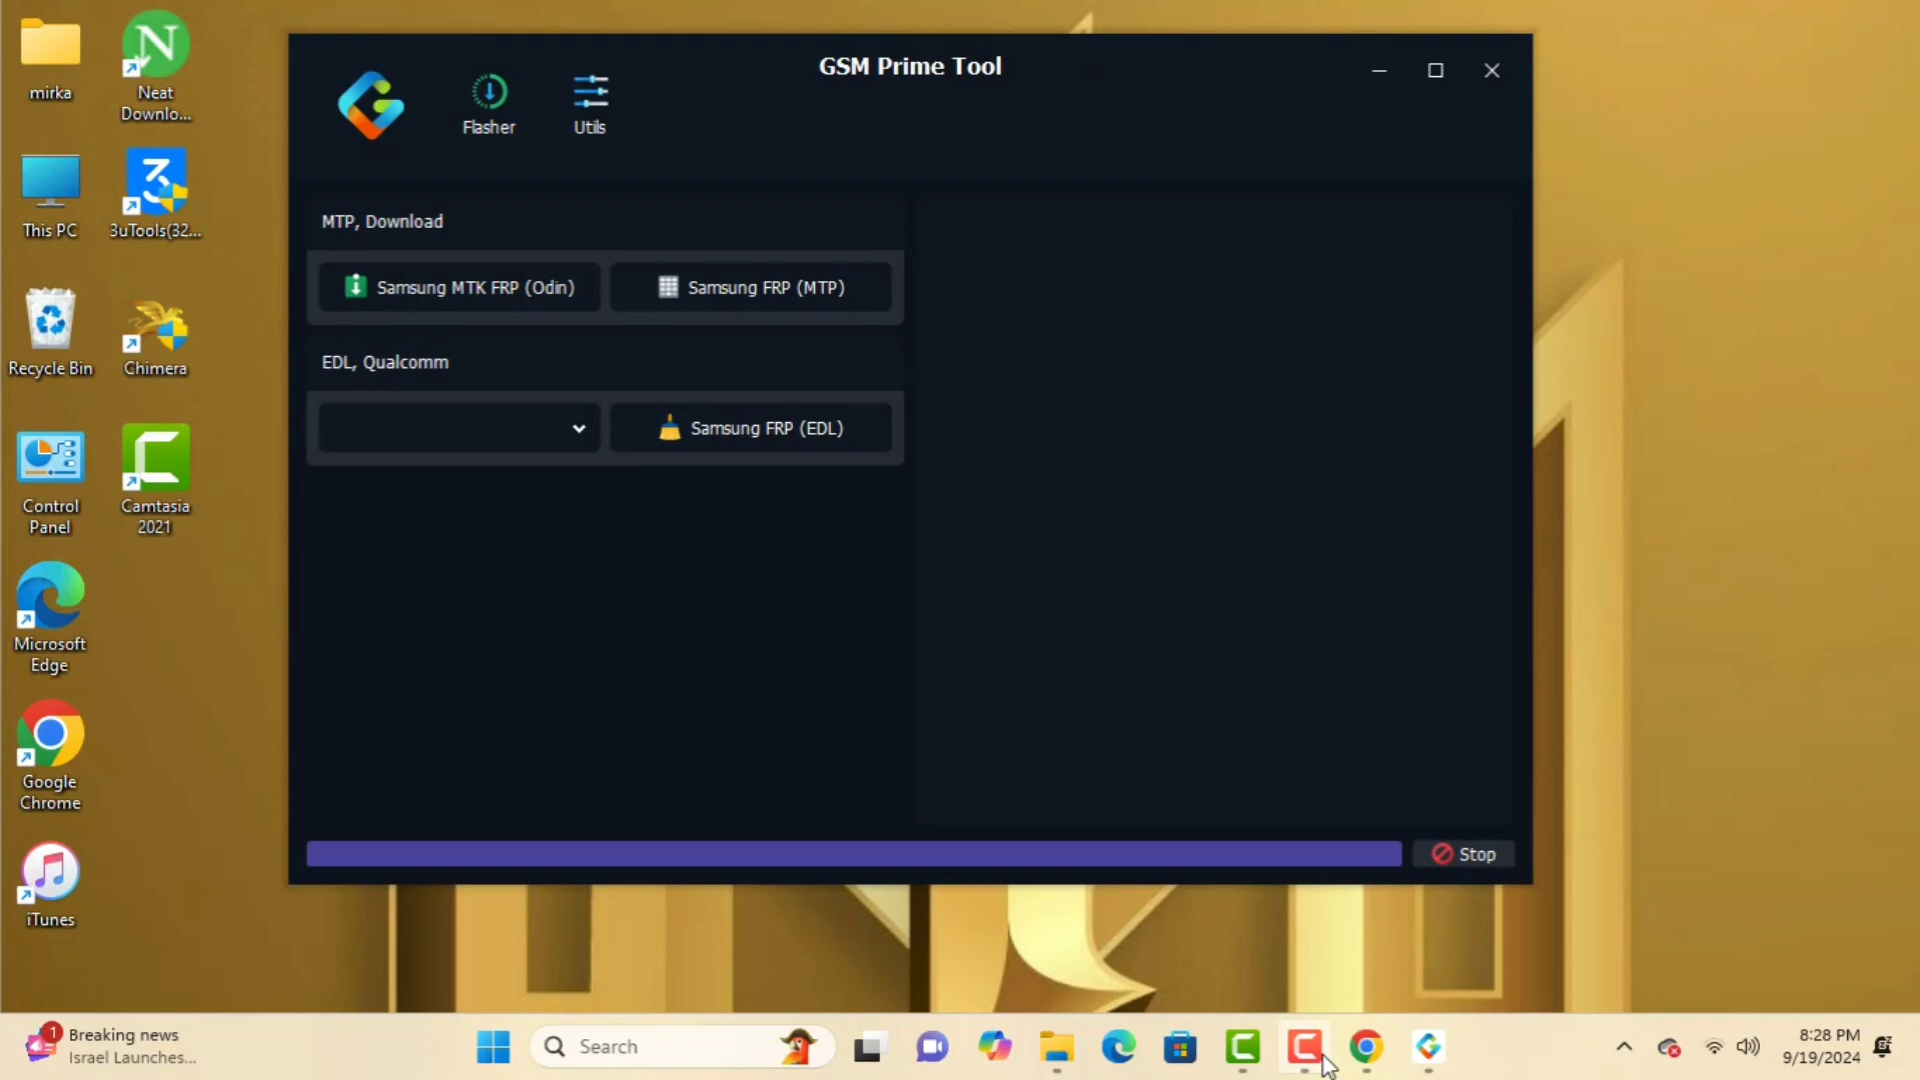 mirka
Neat
Downlo...
This PC
3uTools(32...
Recycle Bin
Chimera
Control
Panel
Camtasia
2021
Microsoft
Edge
Google
Chrome
iTunes
GSM Prime Tool
Flasher
Utils
MTP, Download
Samsung MTK FRP (Odin)
Samsung FRP (MTP)
EDL, Qualcomm
Samsung FRP (EDL)
Stop
1
Breaking news
Israel Launches...
Search
8:28 PM
9/19/2024